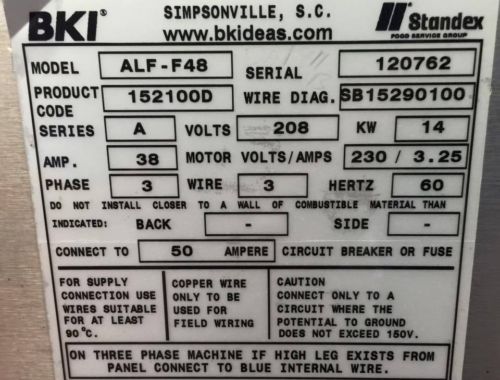 BKI® SIMPSONVILLE, S.C. Standex
www.bkideas.com FOOD SERVICE GROUP
MODEL ALF-F48 SERIAL 120762
PRODUCT CODE 152100D WIRE DIAG. SB15290100
SERIES A VOLTS 208 KW 14
AMP. 38 MOTOR VOLTS/AMPS 230 / 3.25
PHASE 3 WIRE 3 HERTZ 60
DO NOT INSTALL CLOSER TO A WALL OF COMBUSTIBLE MATERIAL THAN
INDICATED: BACK - SIDE -
CONNECT TO 50 AMPERE CIRCUIT BREAKER OR FUSE
FOR SUPPLY
CONNECTION USE
WIRES SUITABLE
FOR AT LEAST
90°C.
COPPER WIRE
ONLY TO BE
USED FOR
FIELD WIRING
CAUTION
CONNECT ONLY TO A
CIRCUIT WHERE THE
POTENTIAL TO GROUND
DOES NOT EXCEED 150V.
ON THREE PHASE MACHINE IF HIGH LEG EXISTS FROM
PANEL CONNECT TO BLUE INTERNAL WIRE.